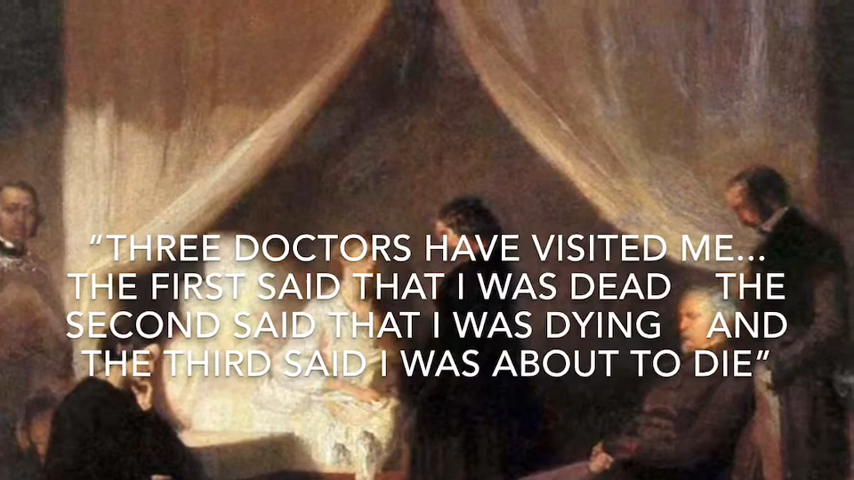 “THREE DOCTORS HAVE VISITED ME...
THE FIRST SAID THAT I WAS DEAD THE
SECOND SAID THAT I WAS DYING AND
THE THIRD SAID I WAS ABOUT TO DIE”